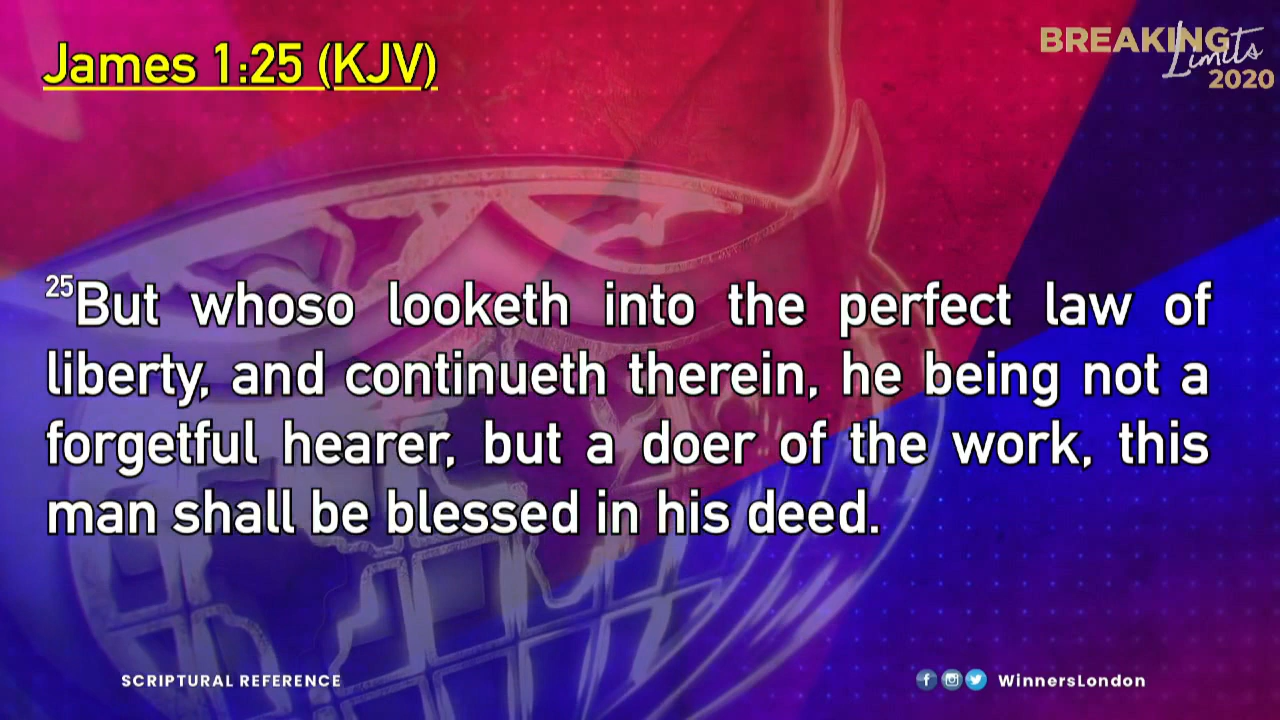 James 1:25 (KJV)
BREAKING
Limits
2020
25But whoso looketh into the perfect law of
liberty, and continueth therein, he being not a
forgetful hearer, but a doer of the work, this
man shall be blessed in his deed.
SCRIPTURAL REFERENCE
WinnersLondon